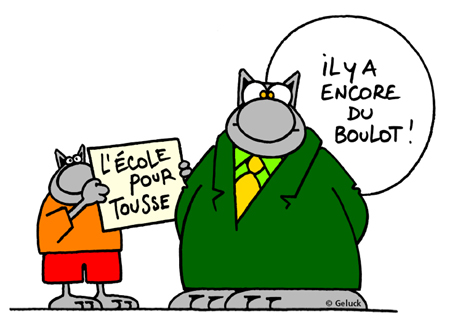 L'ÉCOLE
POUR
TOUSSE
iL Y A
ENCORE
DU
BOULOT !
© Geluck